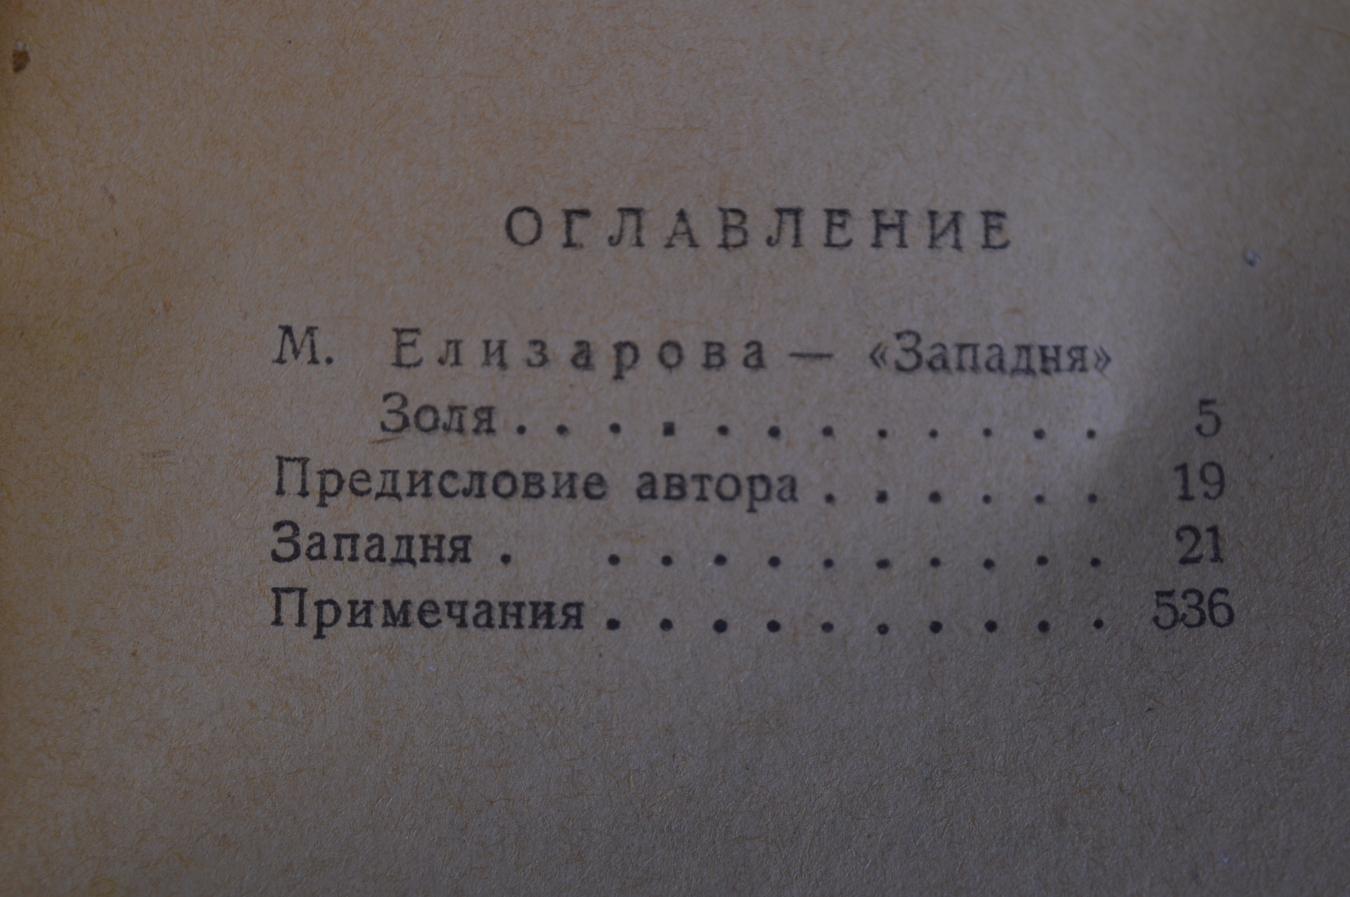 ОГЛАВЛЕНИЕ
М. Елизарова — «Западня»
Золя . . . . . . . . . . . . 5
Предисловие автора . . . . . . 19
Западня . . . . . . . . . . . 21
Примечания . . . . . . . . . . 536